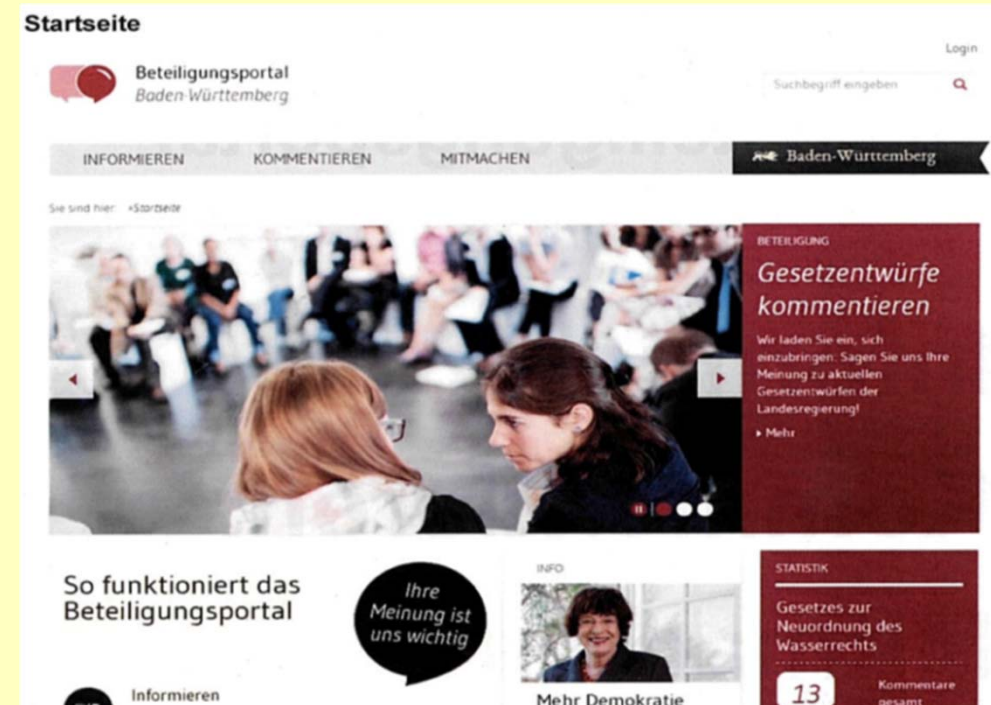 Startseite
Login
Beteiligungsportal
Baden-Württemberg
Suchbegriff eingeben
INFORMIEREN
KOMMENTIEREN
MITMACHEN
Baden-Württemberg
Sie sind hier: Startseite
BETEILIGUNG
Gesetzentwürfe
kommentieren
Wir laden Sie ein, sich
einzubringen: Sagen Sie uns Ihre
Meinung zu aktuellen
Gesetzentwürfen der
Landesregierung!
Mehr
So funktioniert das
Beteiligungsportal
Ihre
Meinung ist
uns wichtig
Informieren
INFO
Mehr Demokratie
STATISTIK
Gesetzes zur
Neuordnung des
Wasserrechts
13
Kommentare
gesamt